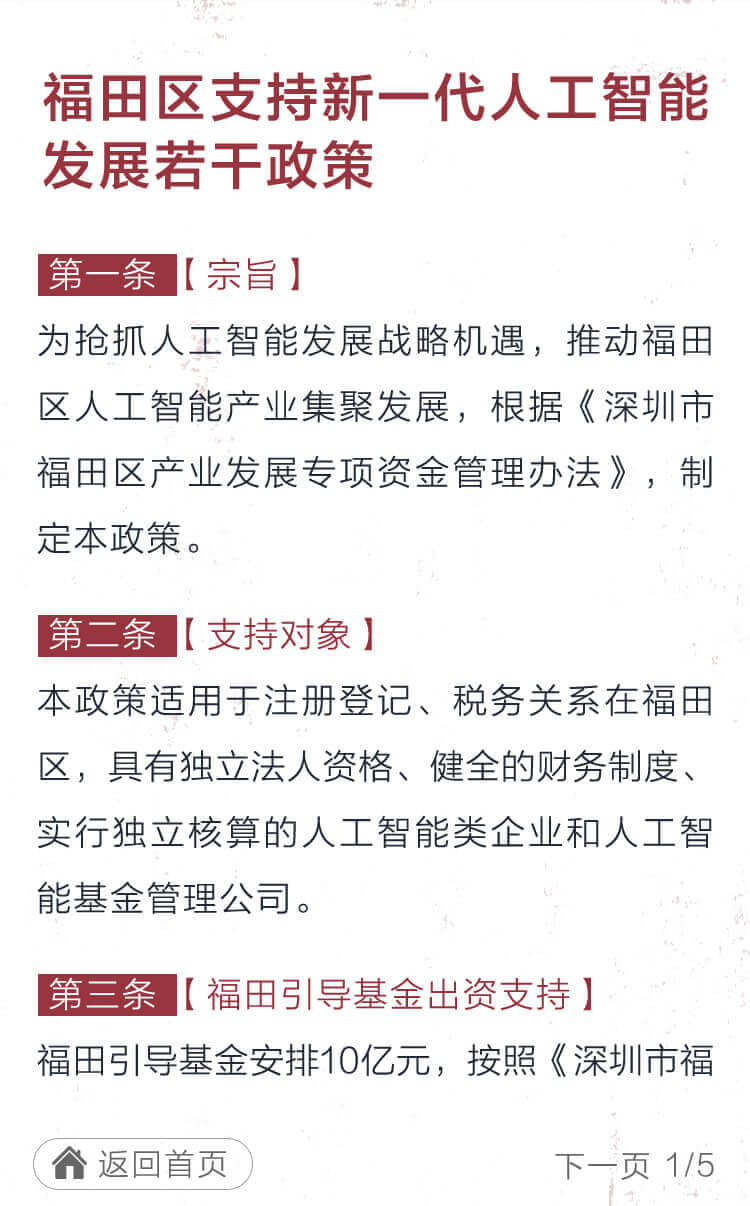 福田区支持新一代人工智能
发展若干政策
第一条【宗旨】
为抢抓人工智能发展战略机遇，推动福田
区人工智能产业集聚发展，根据《深圳市
福田区产业发展专项资金管理办法》，制
定本政策。
第二条【支持对象】
本政策适用于注册登记、税务关系在福田
区，具有独立法人资格、健全的财务制度、
实行独立核算的人工智能类企业和人工智
能基金管理公司。
第三条【福田引导基金出资支持】
福田引导基金安排10亿元，按照《深圳市福
返回首页
下一页 1/5